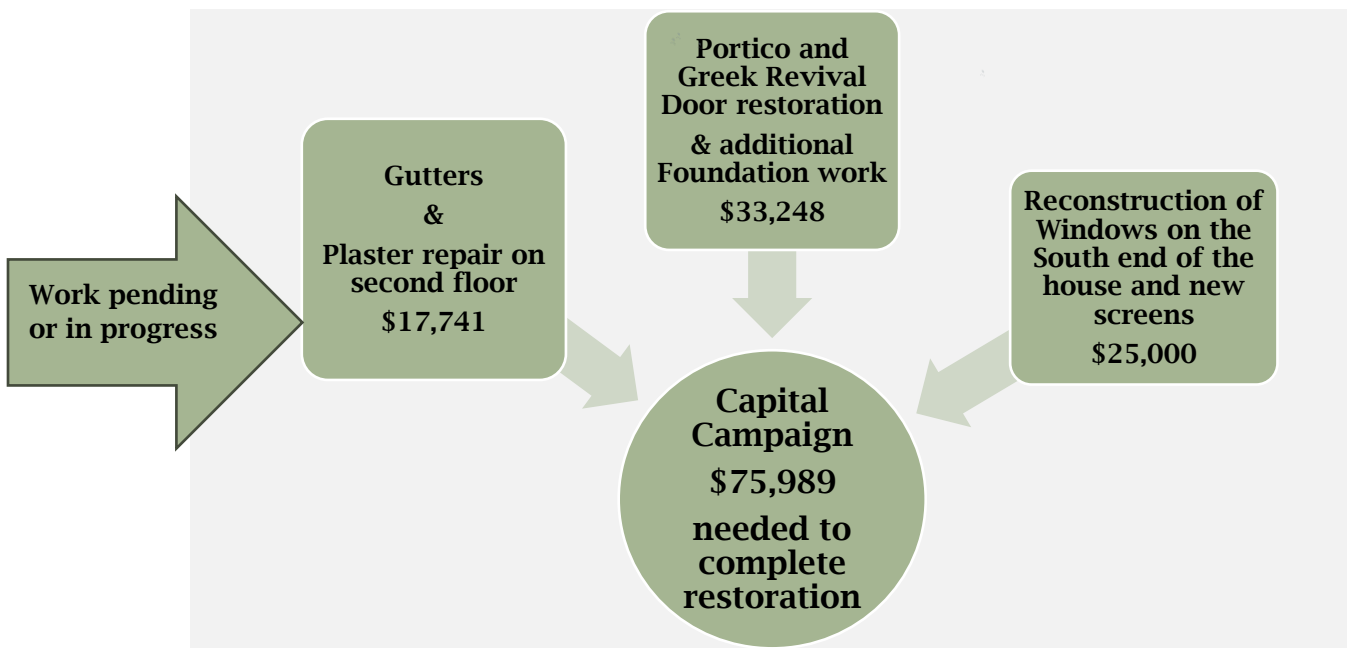 Work pending
or in progress
Gutters
&
Plaster repair on
second floor
$17,741
Portico and
Greek Revival
Door restoration
& additional
Foundation work
$33,248
Reconstruction of
Windows on the
South end of the
house and new
screens
$25,000
Capital
Campaign
$75,989
needed to
complete
restoration